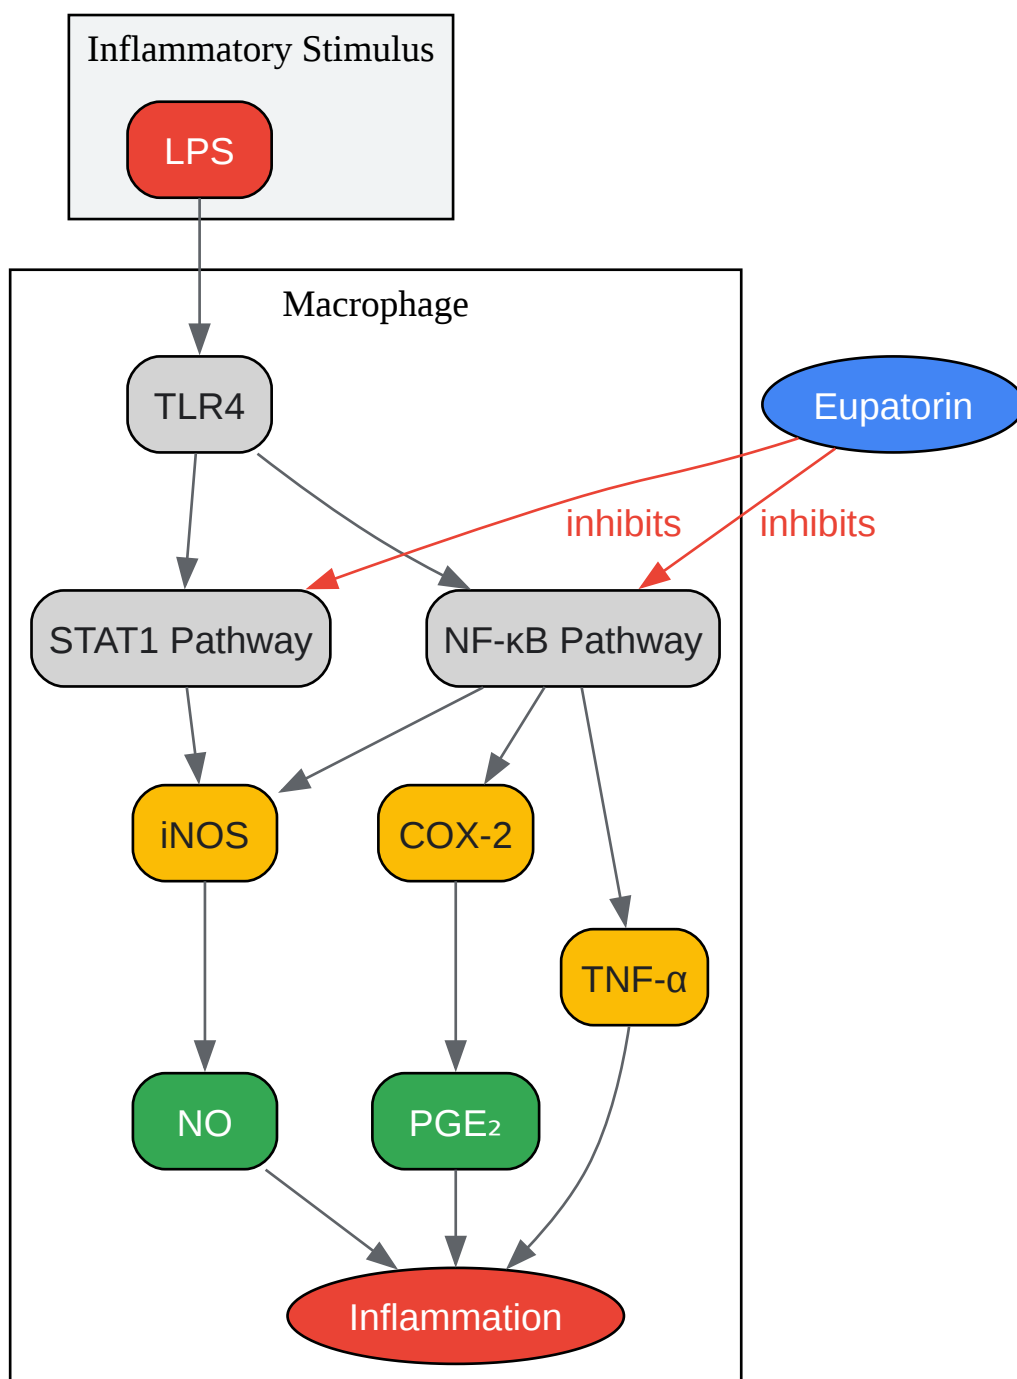 Inflammatory Stimulus
LPS
Macrophage
TLR4
Eupatorin
inhibits
inhibits
STAT1 Pathway
NF-κB Pathway
iNOS
COX-2
TNF-α
NO
PGE₂
Inflammation